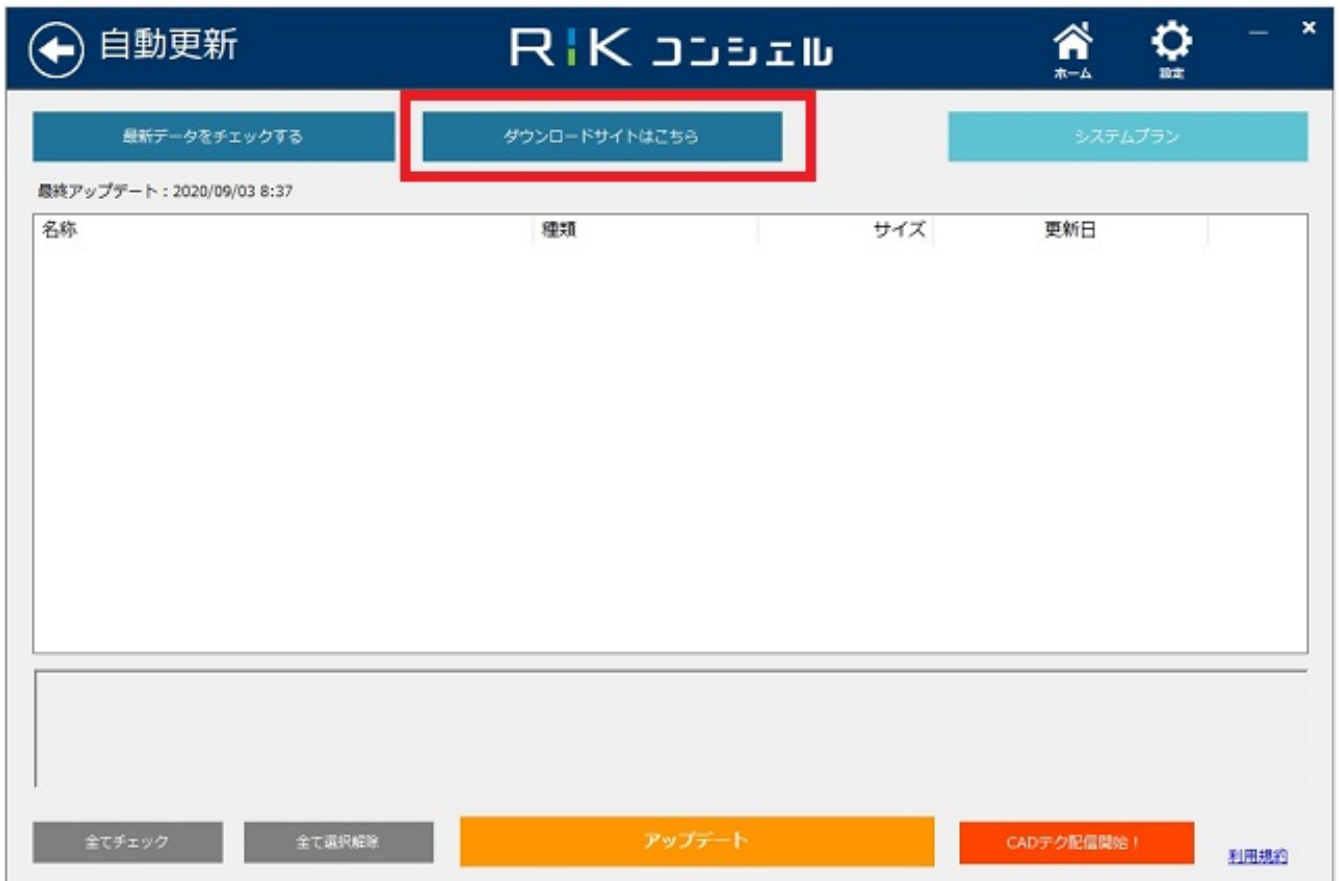 自動更新
RiK コンシェル
ホーム
設定
最新データをチェックする
ダウンロードサイトはこちら
システムプラン
最終アップデート:2020/09/03 8:37
名称 種類 サイズ 更新日
全てチェック
全て選択解除
アップデート
CADテク配信開始!
利用規約